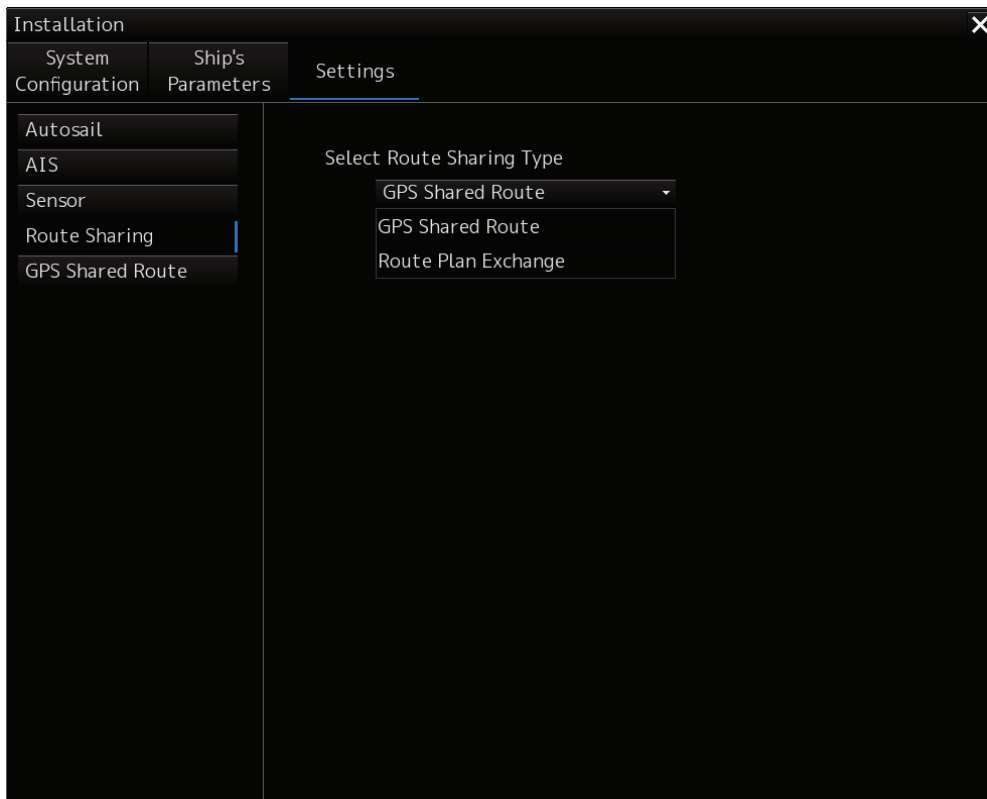 Installation
System
Configuration
Ship's
Parameters
Settings
Autosail
AIS
Sensor
Route Sharing
GPS Shared Route
Select Route Sharing Type
GPS Shared Route
GPS Shared Route
Route Plan Exchange